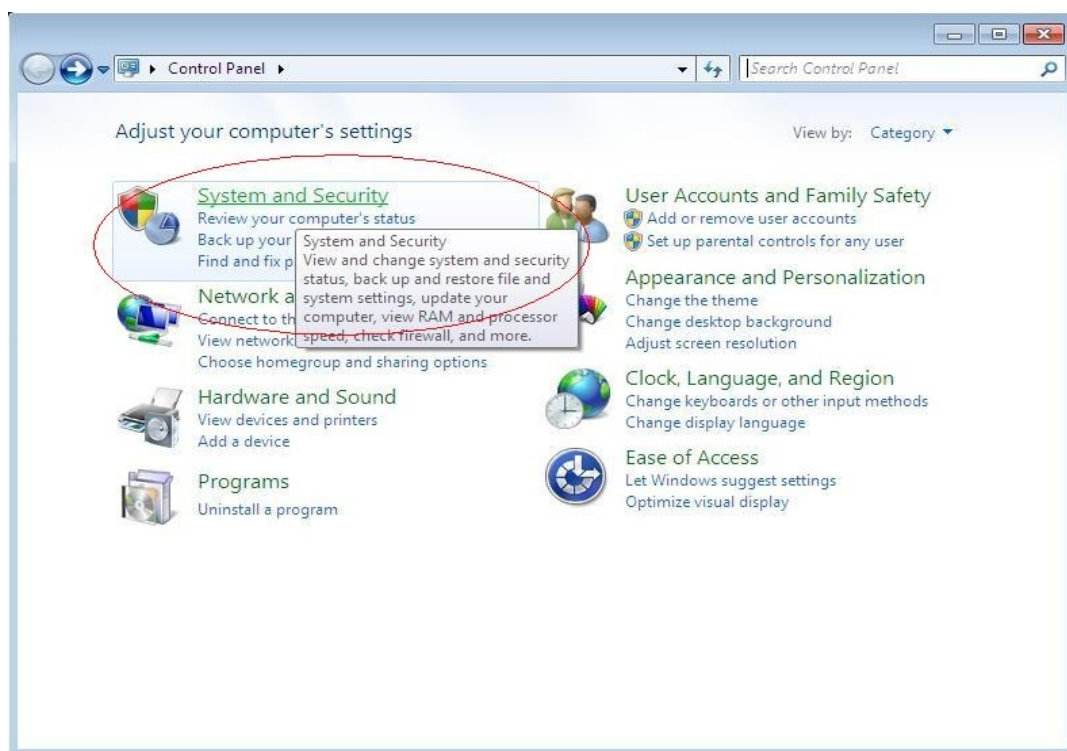 Control Panel
Search Control Panel
Adjust your computer's settings
View by: Category
System and Security
Review your computer's status
Back up your
Find and fix
System and Security
View and change system and security
status, back up and restore file and
system settings, update your
computer, view RAM and processor
speed, check firewall, and more.
Network
Connect to
View network
Choose homegroup and sharing options
Hardware and Sound
View devices and printers
Add a device
Programs
Uninstall a program
User Accounts and Family Safety
Add or remove user accounts
Set up parental controls for any user
Appearance and Personalization
Change the theme
Change desktop background
Adjust screen resolution
Clock, Language, and Region
Change keyboards or other input methods
Change display language
Ease of Access
Let Windows suggest settings
Optimize visual display